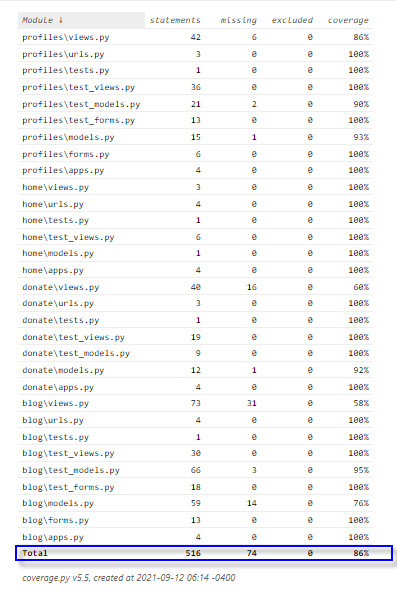 Module ↓ statements missing excluded coverage
profiles\views.py 42 6 0 86%
profiles\urls.py 3 0 0 100%
profiles\tests.py 1 0 0 100%
profiles\test_views.py 36 0 0 100%
profiles\test_models.py 21 2 0 90%
profiles\test_forms.py 13 0 0 100%
profiles\models.py 15 1 0 93%
profiles\forms.py 6 0 0 100%
profiles\apps.py 4 0 0 100%
home\views.py 3 0 0 100%
home\urls.py 4 0 0 100%
home\tests.py 1 0 0 100%
home\test_views.py 6 0 0 100%
home\models.py 1 0 0 100%
home\apps.py 4 0 0 100%
donate\views.py 40 16 0 60%
donate\urls.py 3 0 0 100%
donate\tests.py 1 0 0 100%
donate\test_views.py 19 0 0 100%
donate\test_models.py 9 0 0 100%
donate\models.py 12 1 0 92%
donate\apps.py 4 0 0 100%
blog\views.py 73 31 0 58%
blog\urls.py 4 0 0 100%
blog\tests.py 1 0 0 100%
blog\test_views.py 30 0 0 100%
blog\test_models.py 66 3 0 95%
blog\test_forms.py 18 0 0 100%
blog\models.py 59 14 0 76%
blog\forms.py 13 0 0 100%
blog\apps.py 4 0 0 100%
Total 516 74 0 86%
coverage.py v5.5, created at 2021-09-12 06:14 -0400